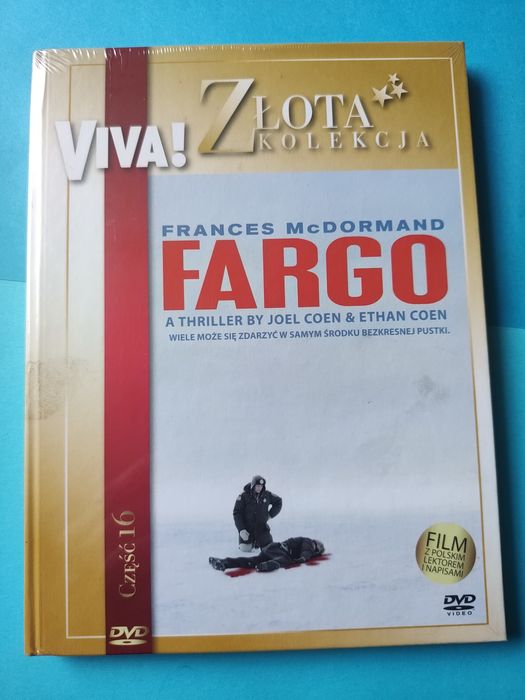 VIVA!
ZŁOTA
KOLEKCJA
FRANCES McDORMAND
FARGO
A THRILLER BY JOEL COEN & ETHAN COEN
WIELE MOŻE SIĘ ZDARZYĆ W SAMYM ŚRODKU BEZKRESNEJ PUSTKI.
CZĘŚĆ 16
FILM
Z POLSKIM
LEKTOREM
I NAPISAMI
DVD
DVD
VIDEO